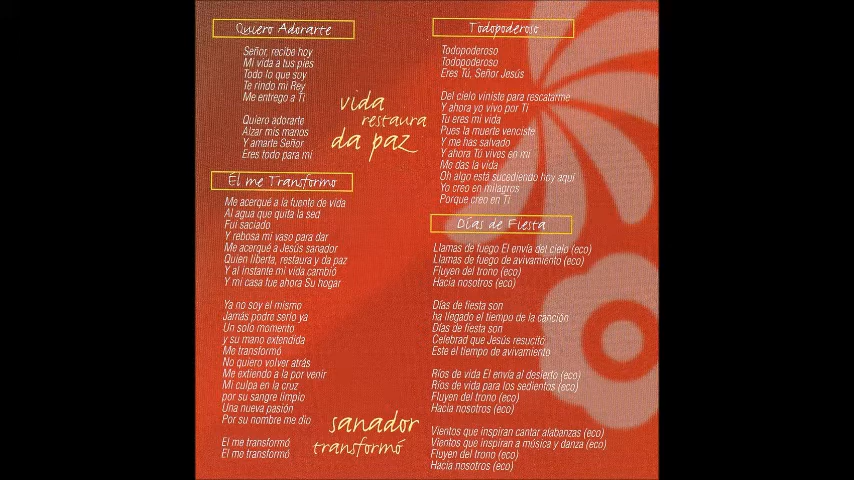 Quiero Adorarte
Señor, recibe hoy
Mi vida a tus pies
Todo lo que soy
Te rindo mi Rey
Me entrego a Ti
Quiero adorarte
Alzar mis manos
Y amarte Señor
Eres todo para mi
vida
restaura
da paz
Él me Transformo
Me acerqué a la fuente de vida
Al agua que quita la sed
Fui saciado
Y rebosa mi vaso para dar
Me acerqué a Jesús sanador
Quien liberta, restaura y da paz
Y al instante mi vida cambió
Y mi casa fue ahora Su hogar
Ya no soy el mismo
Jamás podre serlo ya
Un solo momento
y su mano extendida
Me transformó
No quiero volver atrás
Me extiendo a la por venir
Mi culpa en la cruz
por su sangre limpio
Una nueva pasión
Por su nombre me dio
El me transformó
El me transformó
sanador
transformó
Todopoderoso
Todopoderoso
Todopoderoso
Eres Tú, Señor Jesús
Del cielo viniste para rescatarme
Y ahora yo vivo por Ti
Tu eres mi vida
Pues la muerte venciste
Y me has salvado
Y ahora Tú vives en mi
Me das la vida
Oh algo está sucediendo hoy aquí
Yo creo en milagros
Porque creo en Ti
Días de Fiesta
Llamas de fuego El envía del cielo (eco)
Llamas de fuego de avivamiento (eco)
Fluyen del trono (eco)
Hacia nosotros (eco)
Días de fiesta son
ha llegado el tiempo de la canción
Días de fiesta son
Celebrad que Jesús resucitó
Este el tiempo de avivamiento
Ríos de vida El envía al desierto (eco)
Ríos de vida para los sedientos (eco)
Fluyen del trono (eco)
Hacia nosotros (eco)
Vientos que inspiran cantar alabanzas (eco)
Vientos que inspiran a música y danza (eco)
Fluyen del trono (eco)
Hacia nosotros (eco)